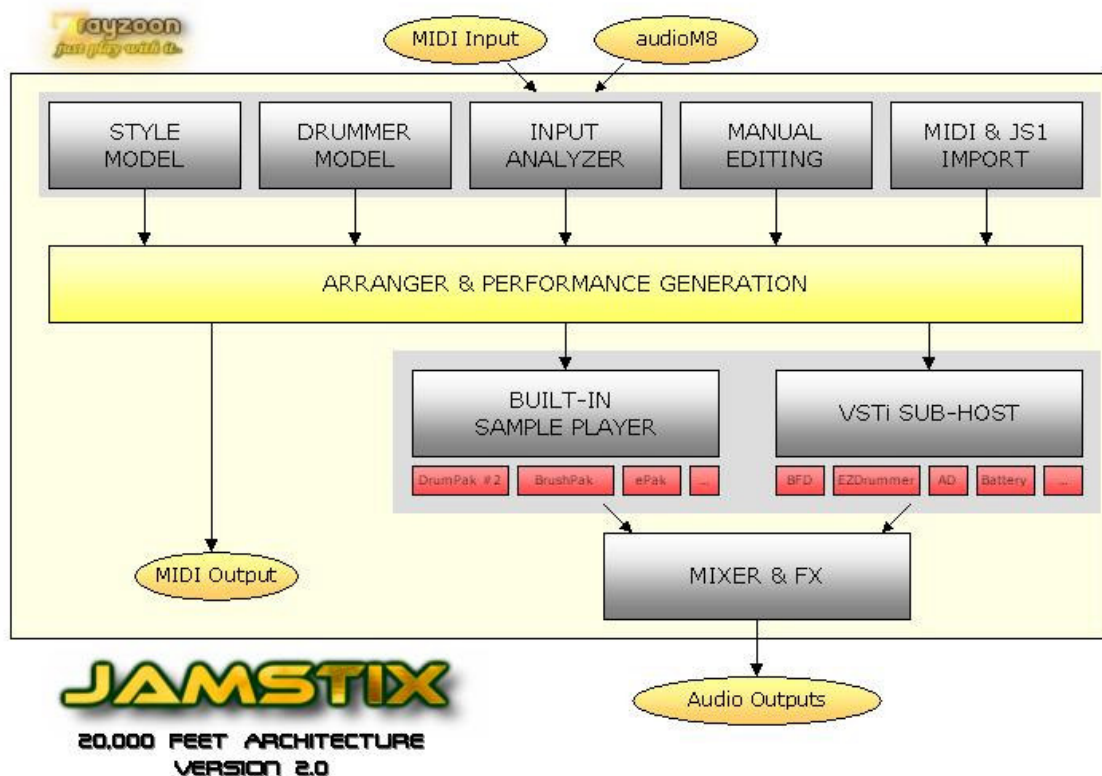 rayzoon
just play with it.
MIDI Input
audioM8
STYLE
MODEL
DRUMMER
MODEL
INPUT
ANALYZER
MANUAL
EDITING
MIDI & JS1
IMPORT
ARRANGER & PERFORMANCE GENERATION
BUILT-IN
SAMPLE PLAYER
VSTi SUB-HOST
DrumPak #2
BrushPak
ePak
...
BFD
EZDrummer
AD
Battery
...
MIDI Output
MIXER & FX
Audio Outputs
JAMSTIX
20,000 FEET ARCHITECTURE
VERSION 2.0